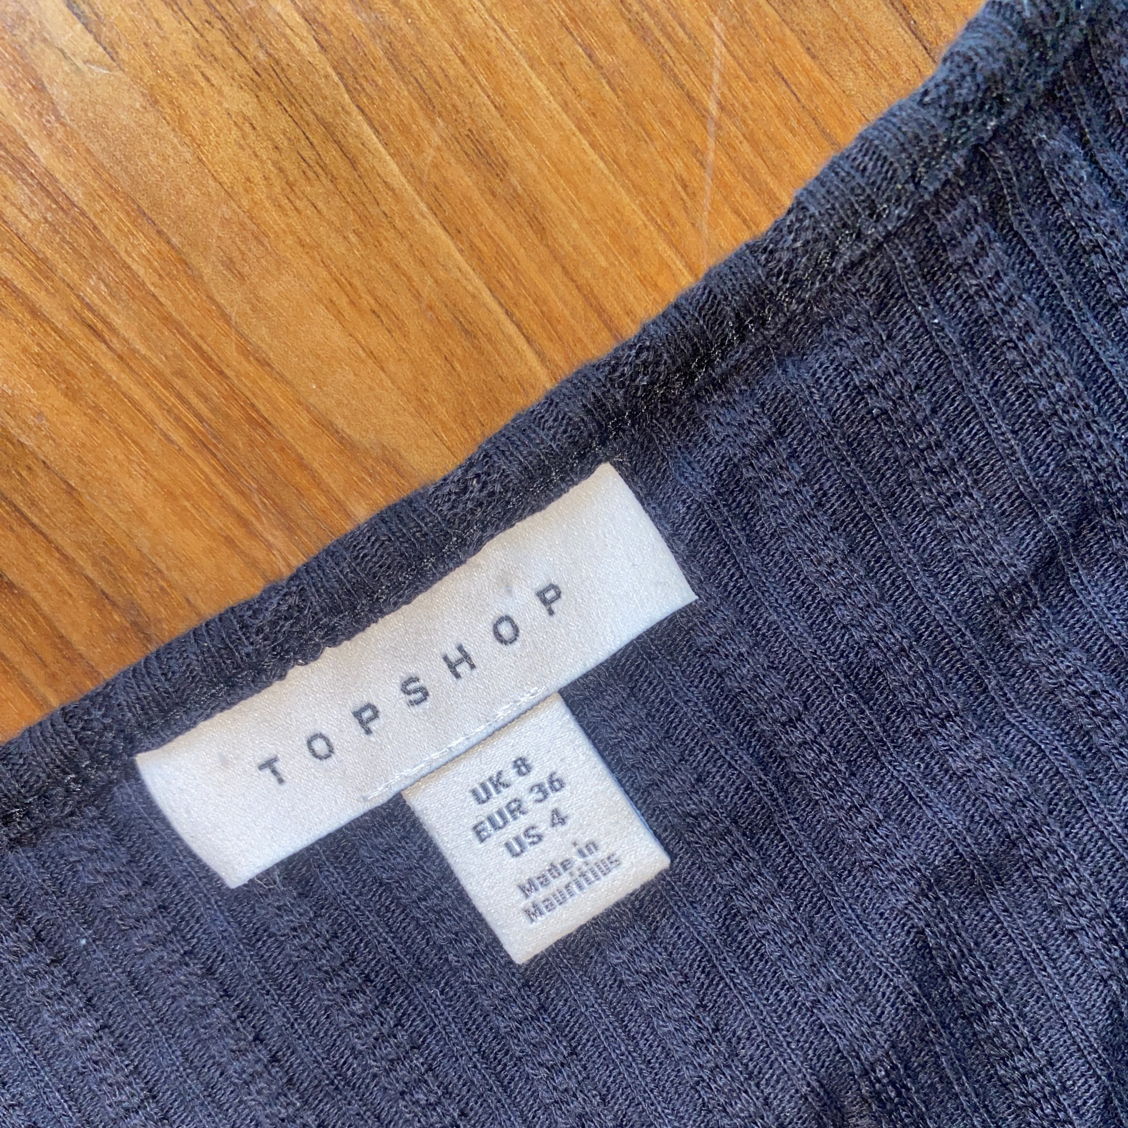 TOPSHOP
UK 8
EUR 36
US 4
Made in
Mauritius